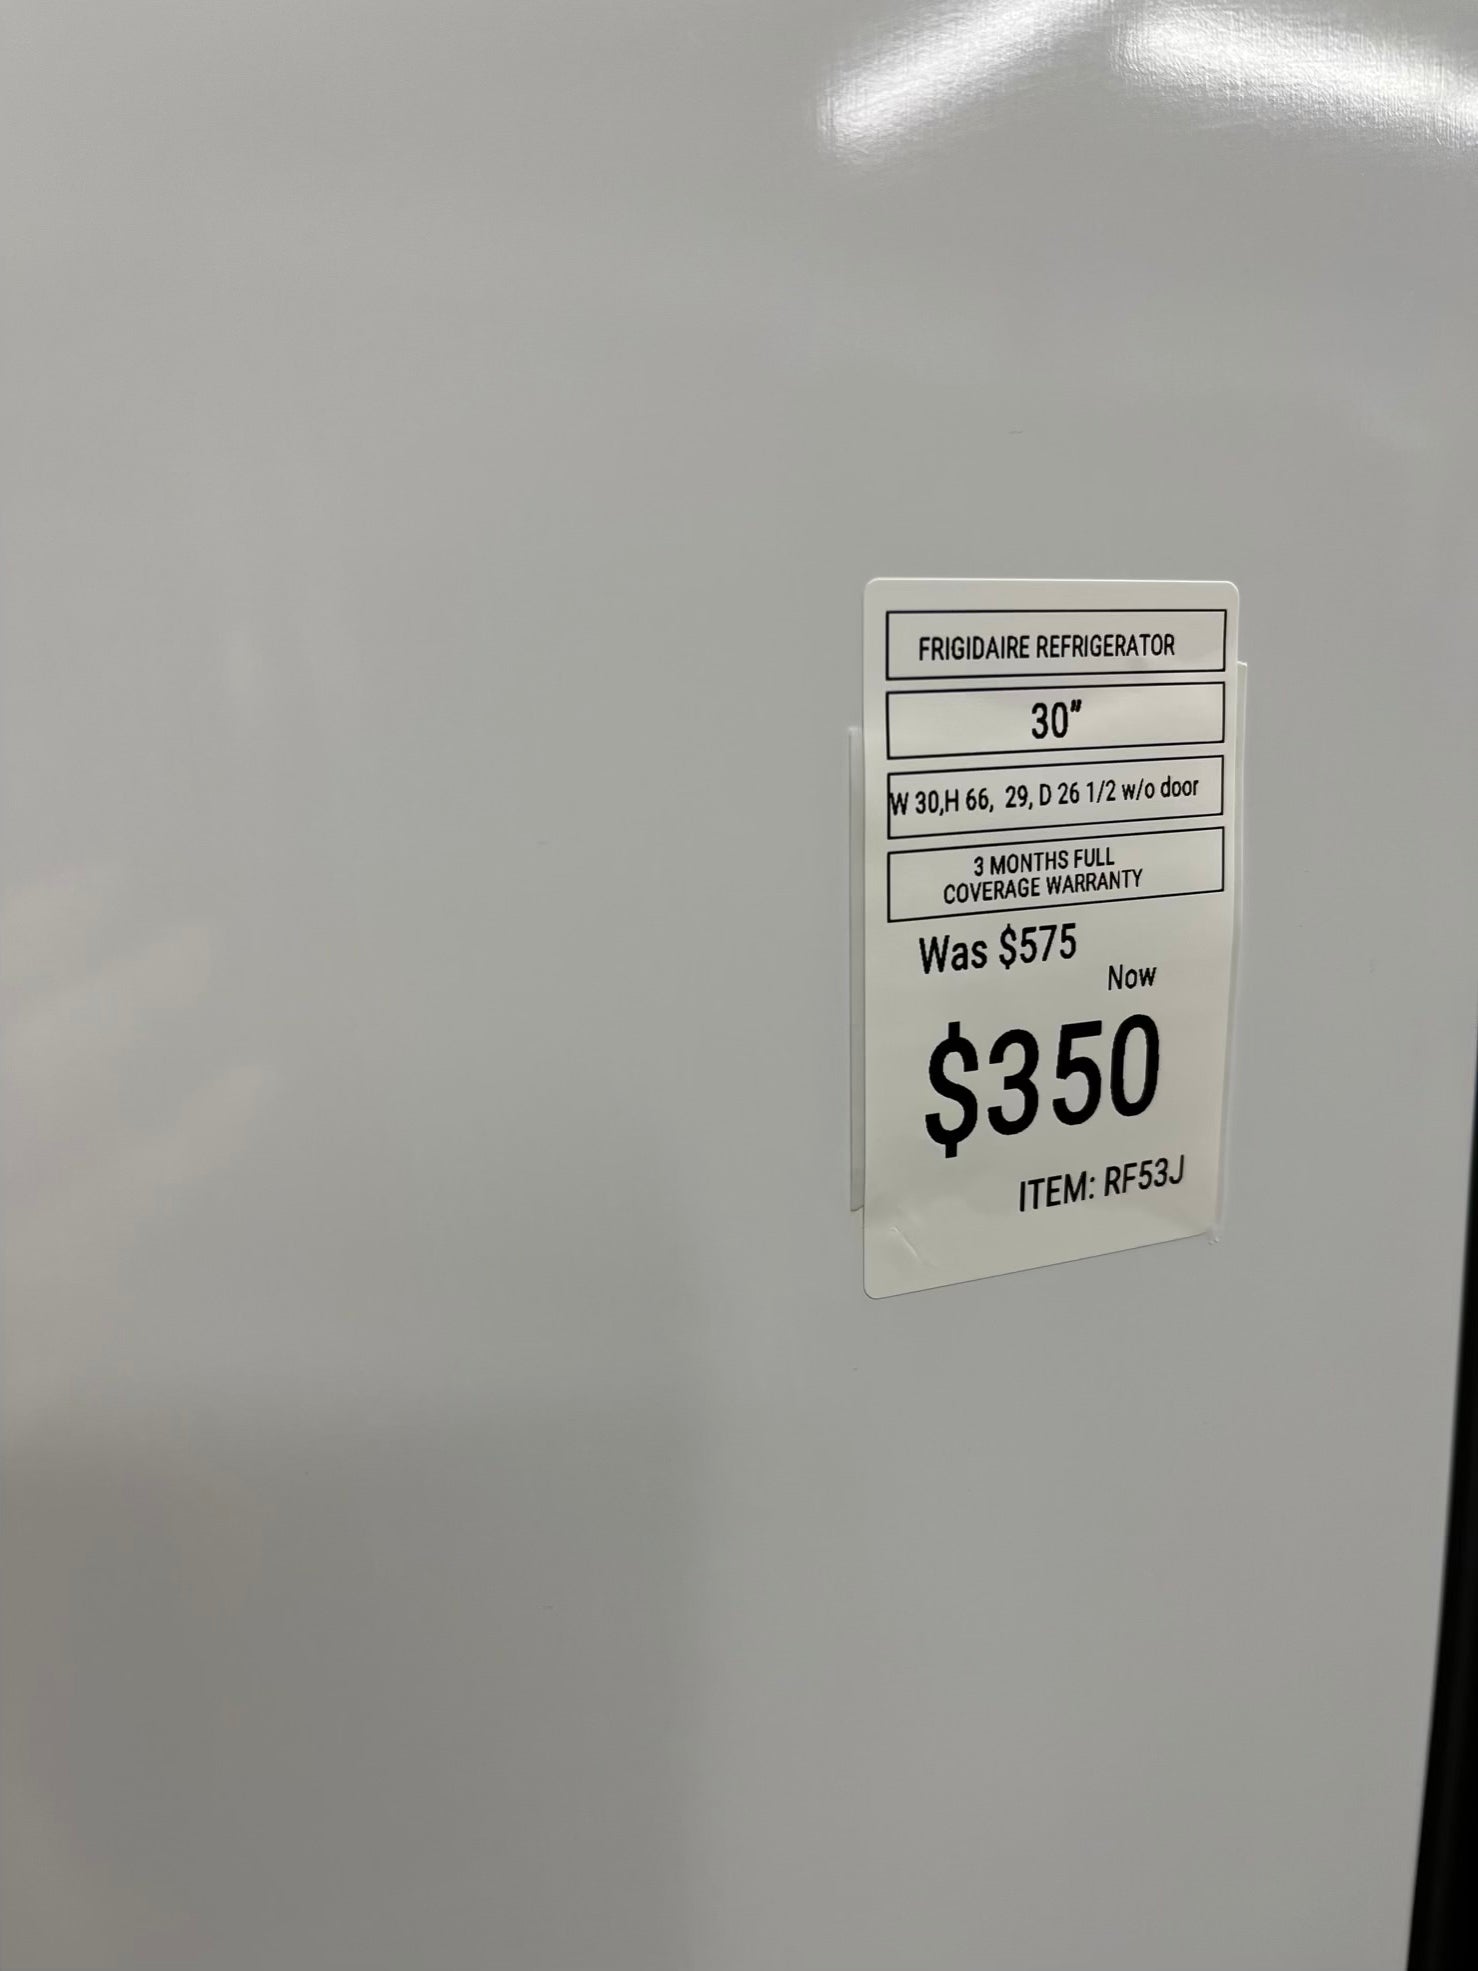 FRIGIDAIRE REFRIGERATOR
30"
W 30,H 66, 29, D 26 1/2 w/o door
3 MONTHS FULL
COVERAGE WARRANTY
Was $575
Now
$350
ITEM: RF53J